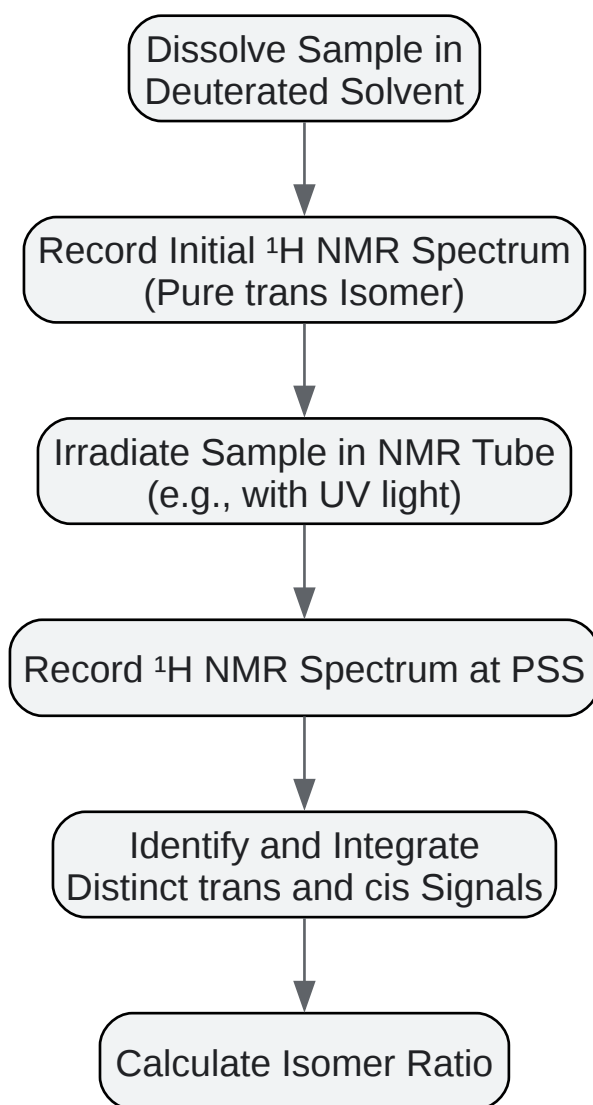 Dissolve Sample in
Deuterated Solvent
Record Initial ¹H NMR Spectrum
(Pure trans Isomer)
Irradiate Sample in NMR Tube
(e.g., with UV light)
Record ¹H NMR Spectrum at PSS
Identify and Integrate
Distinct trans and cis Signals
Calculate Isomer Ratio